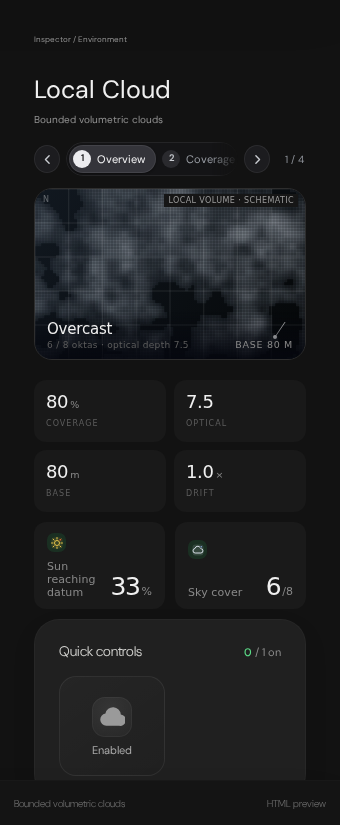 Inspector / Environment
Local Cloud
Bounded volumetric clouds
1 Overview 2 Coverage 1 / 4
N LOCAL VOLUME · SCHEMATIC
Overcast
6 / 8 oktas · optical depth 7.5 BASE 80 M
80 % 7.5
COVERAGE OPTICAL
80 m 1.0 ×
BASE DRIFT
Sun
reaching
datum 33%
Sky cover 6/8
Quick controls 0 / 1 on
Enabled
Bounded volumetric clouds HTML preview